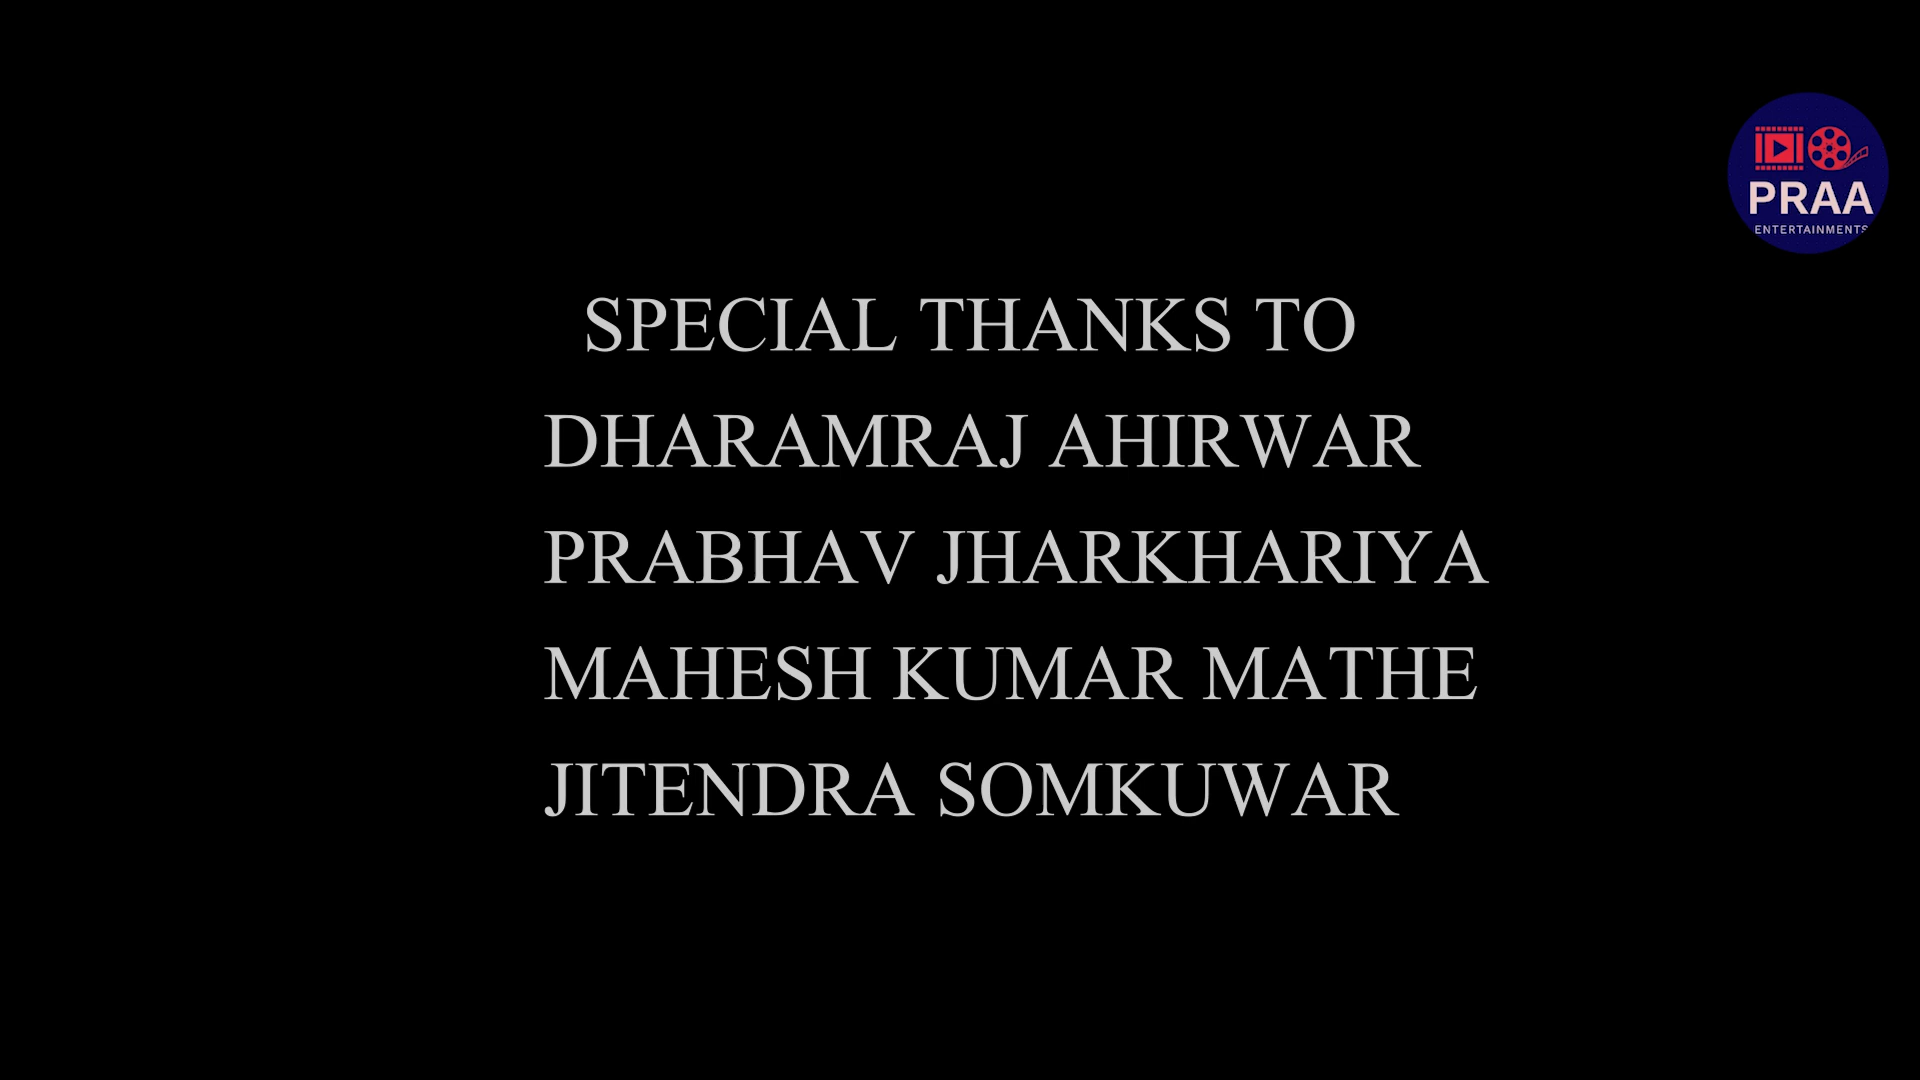 PRAA
ENTERTAINMENTS
SPECIAL THANKS TO
DHARAMRAJ AHIRWAR
PRABHAV JHARKHARIYA
MAHESH KUMAR MATHE
JITENDRA SOMKUWAR